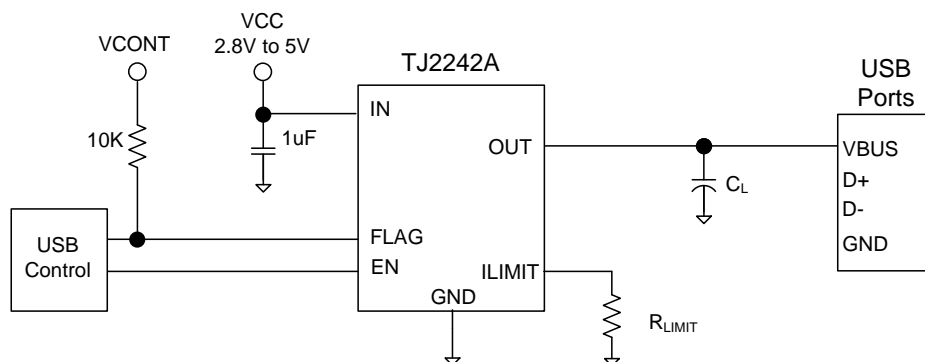 VCC
2.8V to 5V
VCONT
TJ2242A
USB
Ports
10K
1uF
IN
OUT
VBUS
D+
D-
GND
CL
USB
Control
FLAG
EN
ILIMIT
GND
RLIMIT